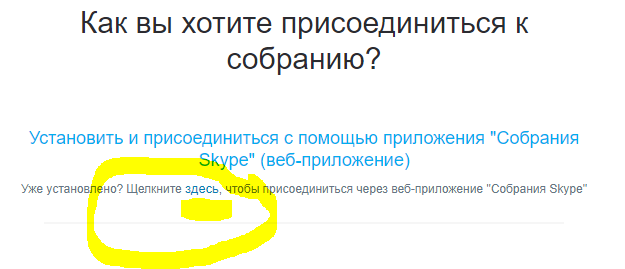 Как вы хотите присоединиться к
собранию?
Установить и присоединиться с помощью приложения "Собрания
Skype" (веб-приложение)
Уже установлено? Щелкните здесь, чтобы присоединиться через веб-приложение "Собрания Skype"